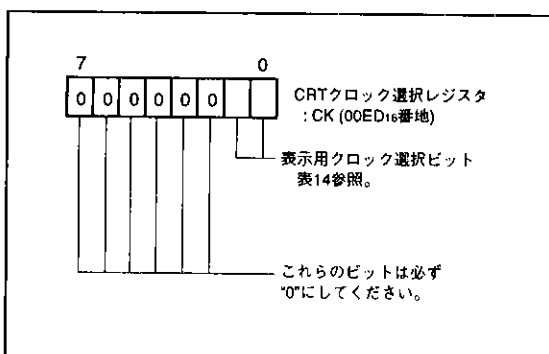 7 0
0 0 0 0 0 0
CRTクロック選択レジスタ
: CK (00ED₁₆番地)
表示用クロック選択ビット
表14参照。
これらのビットは必ず
“0”にしてください。